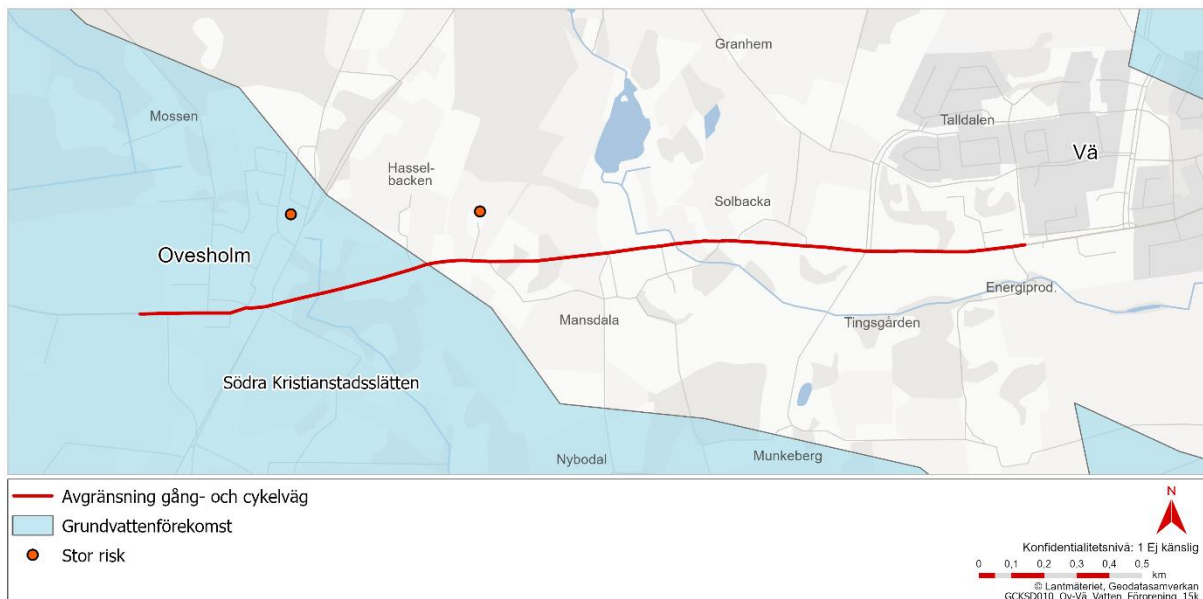 Granhem
Mossen
Talldalen
Vä
Hassel-
backen
Solbacka
Ovesholm
Energiprod.
Mansdala
Tingsgården
Södra Kristianstadsslätten
Nybodal
Munkeberg
Avgränsning gång- och cykelväg
Grundvattenförekomst
Stor risk
N
Konfidentialitetsnivå: 1 Ej känslig
0 0,1 0,2 0,3 0,4 0,5
km
© Lantmäteriet, Geodatasamverkan
GCKSD010_Ov-Vä_Vatten_Förorening_15k